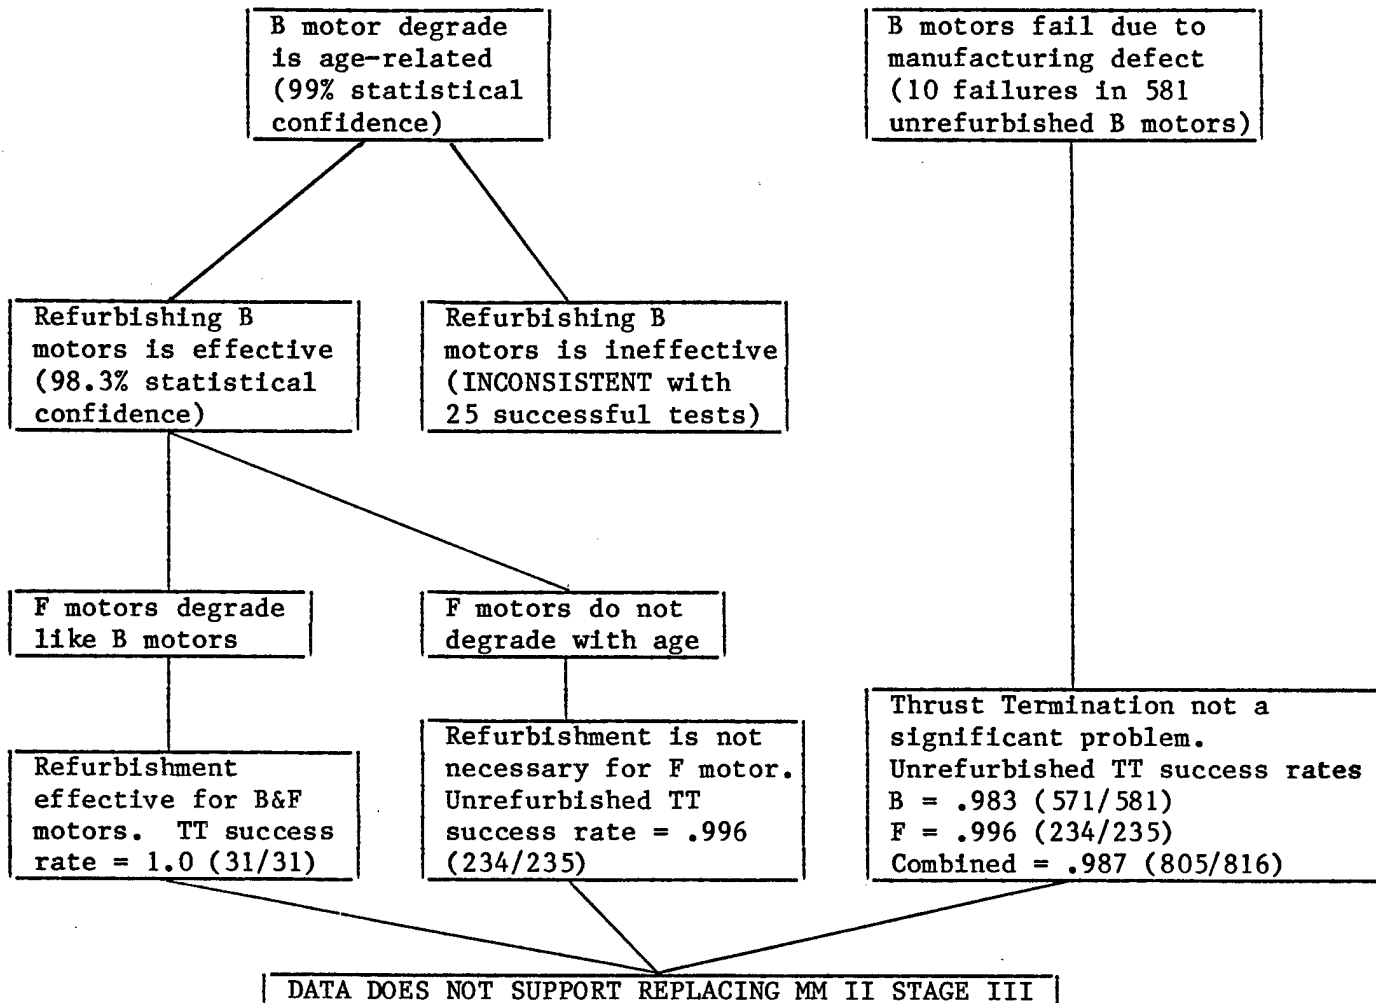 B motor degrade
is age-related
(99% statistical
confidence)
B motors fail due to
manufacturing defect
(10 failures in 581
unrefurbished B motors)
Refurbishing B
motors is effective
(98.3% statistical
confidence)
Refurbishing B
motors is ineffective
(INCONSISTENT with
25 successful tests)
F motors degrade
like B motors
F motors do not
degrade with age
Refurbishment
effective for B&F
motors. TT success
rate = 1.0 (31/31)
Refurbishment is not
necessary for F motor.
Unrefurbished TT
success rate = .996
(234/235)
Thrust Termination not a
significant problem.
Unrefurbished TT success rates
B = .983 (571/581)
F = .996 (234/235)
Combined = .987 (805/816)
DATA DOES NOT SUPPORT REPLACING MM II STAGE III